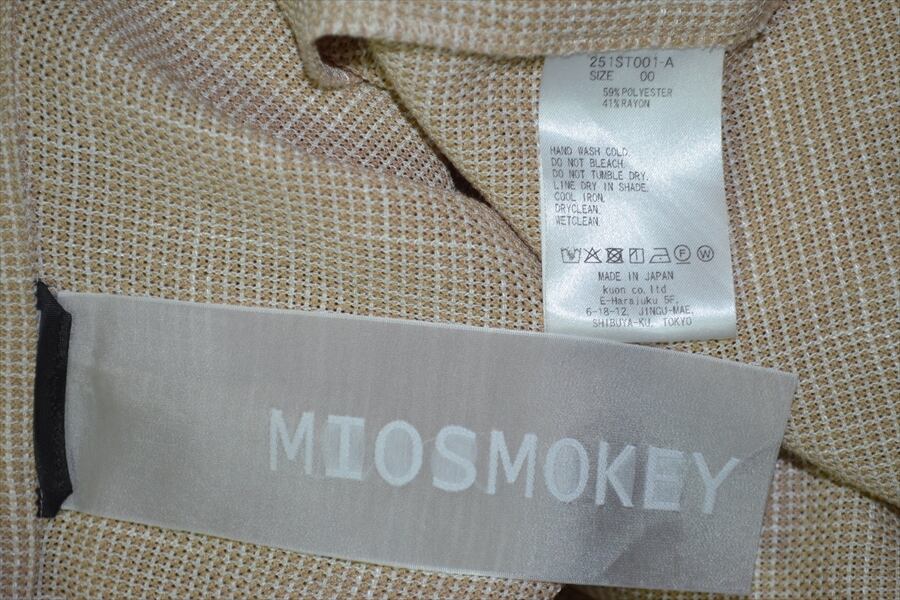 251ST001-A
SIZE 00
59%POLYESTER
41%RAYON
HAND WASH COLD.
DO NOT BLEACH.
DO NOT TUMBLE DRY.
LINE DRY IN SHADE.
COOL IRON.
DRYCLEAN.
WETCLEAN.
F W
MADE IN JAPAN
kuon co.ltd
E-Harajuku 5F,
6-18-12, JINGU-MAE,
SHIBUYA-KU, TOKYO
MIOSMOKEY